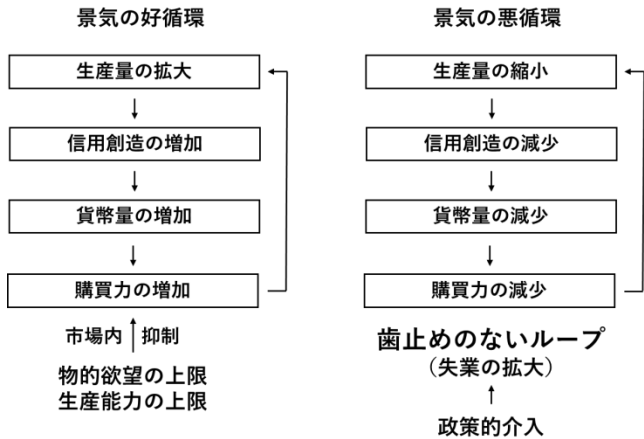 景気の好循環
生産量の拡大
信用創造の増加
貨幣量の増加
購買力の増加
市場内 抑制
物的欲望の上限
生産能力の上限
景気の悪循環
生産量の縮小
信用創造の減少
貨幣量の減少
購買力の減少
歯止めのないループ
（失業の拡大）
政策的介入